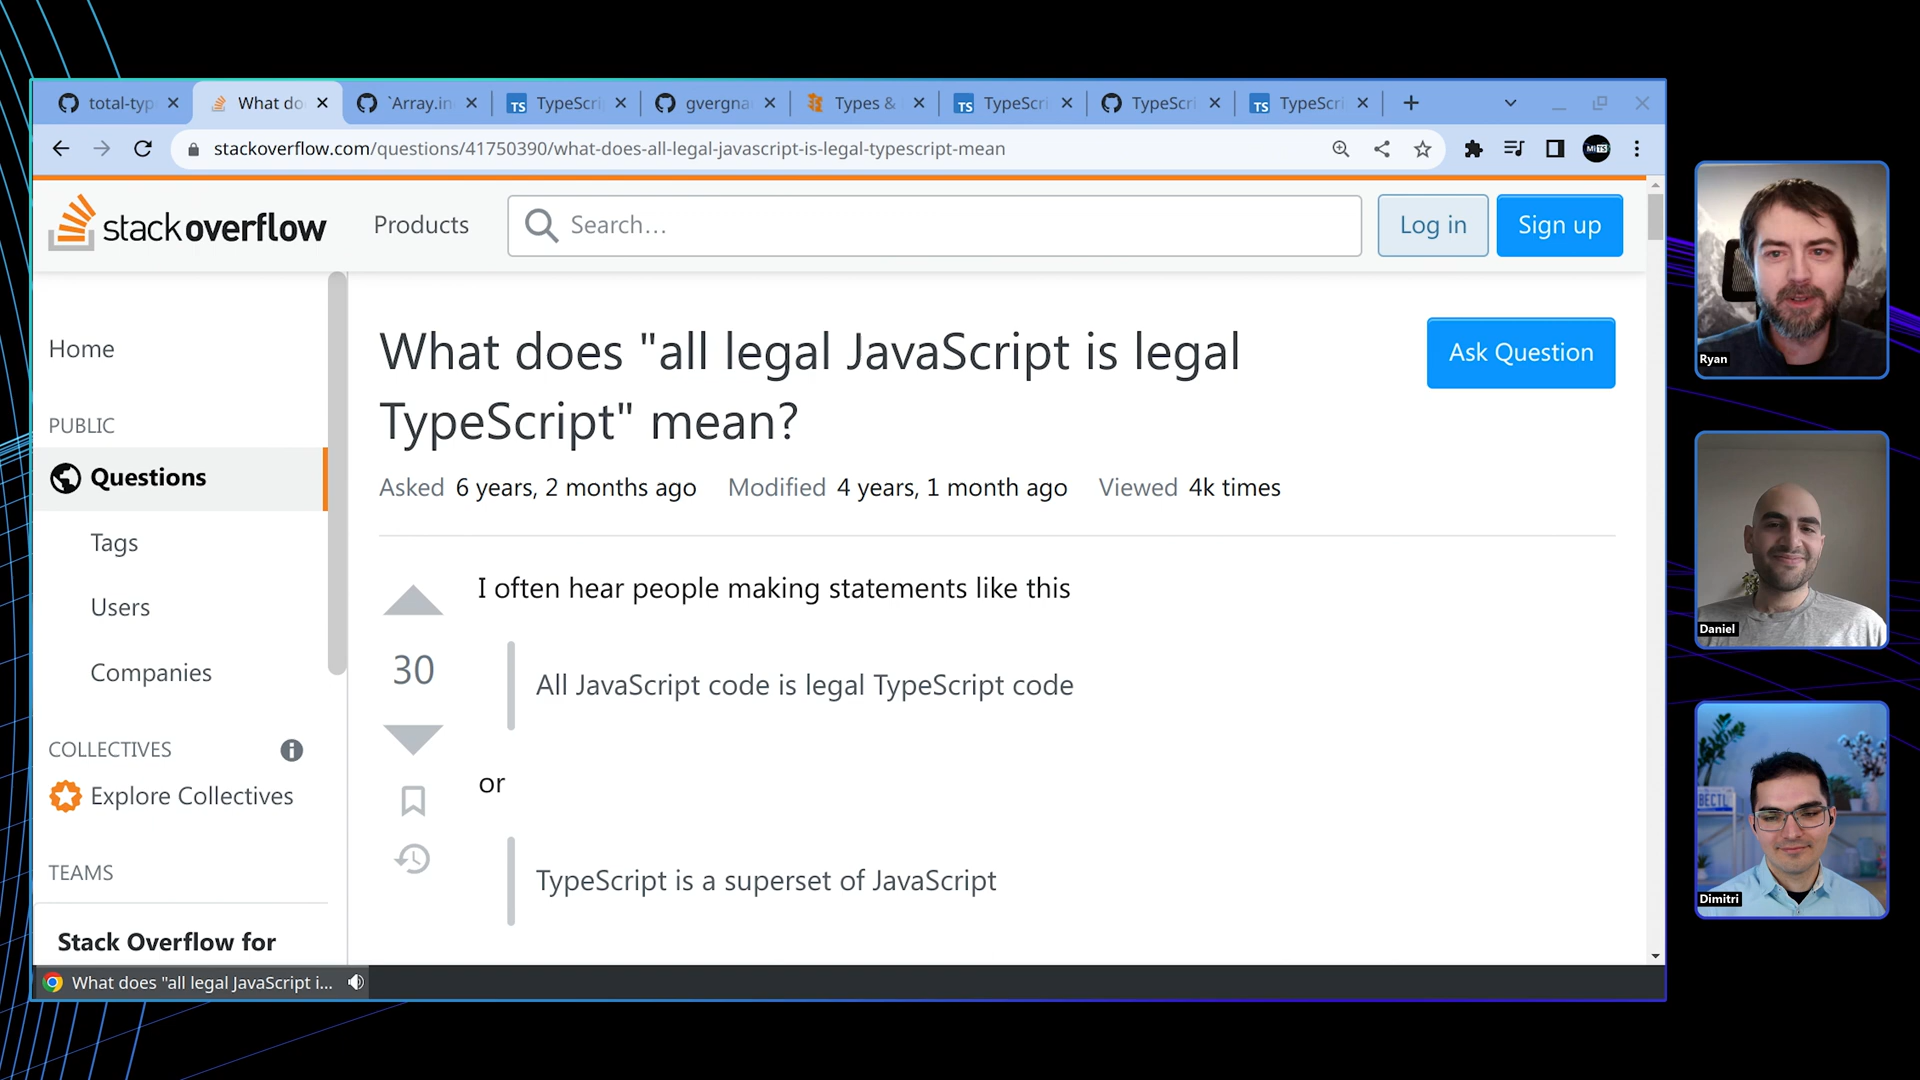 total-typ
What do
`Array.in
TypeScri
gvergna
Types &
TypeScri
TypeScri
TypeScri
stackoverflow.com/questions/41750390/what-does-all-legal-javascript-is-legal-typescript-mean
MiTS
stackoverflow
Products
Search...
Log in
Sign up
Home
PUBLIC
Questions
Tags
Users
Companies
COLLECTIVES
Explore Collectives
TEAMS
Stack Overflow for
What does "all legal JavaScript is legal
TypeScript" mean?
Ask Question
Asked 6 years, 2 months ago Modified 4 years, 1 month ago Viewed 4k times
30
I often hear people making statements like this
All JavaScript code is legal TypeScript code
or
TypeScript is a superset of JavaScript
What does "all legal JavaScript i...
Ryan
Daniel
BECTL
Dimitri